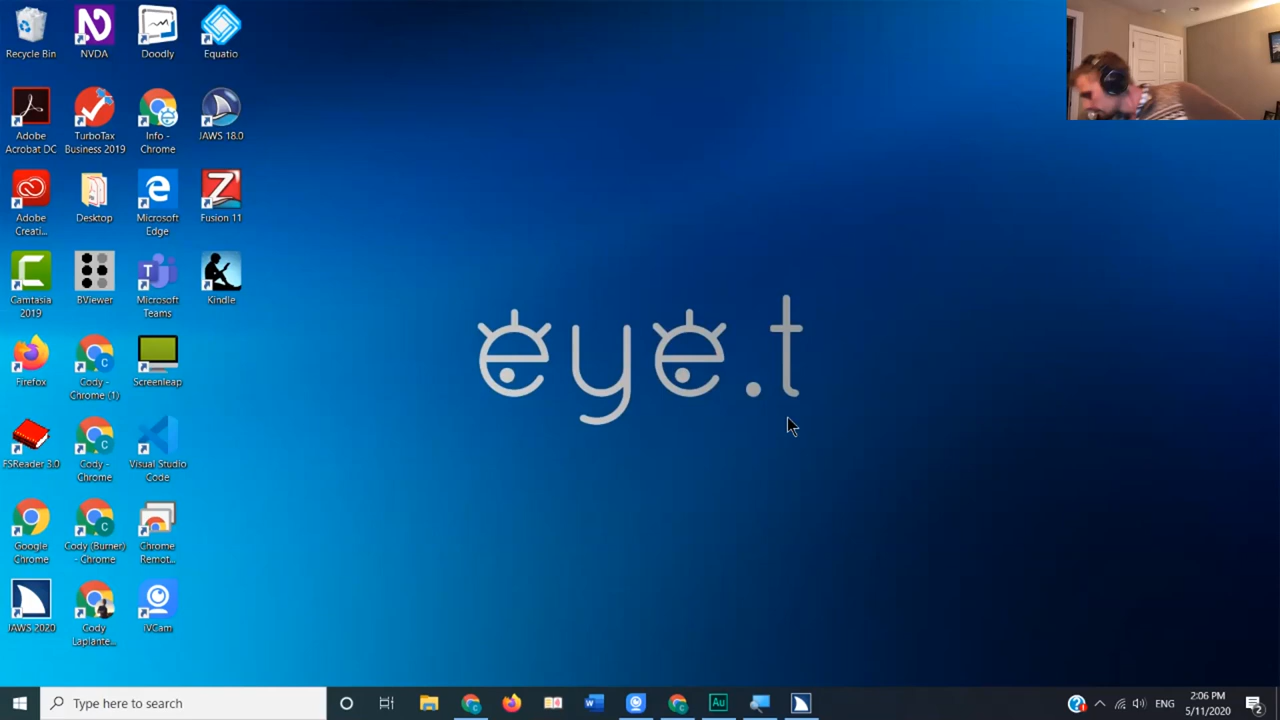 Recycle Bin
NVDA
Doodly
Equatio
Adobe
Acrobat DC
TurboTax
Business 2019
Info -
Chrome
JAWS 18.0
Adobe
Creati...
Desktop
Microsoft
Edge
Fusion 11
Camtasia
2019
BViewer
Microsoft
Teams
Kindle
Firefox
Cody -
Chrome (1)
Screenleap
FSReader 3.0
Cody -
Chrome
Visual Studio
Code
Google
Chrome
Cody (Burner)
- Chrome
Chrome
Remot...
JAWS 2020
Cody
Laplante...
iVCam
eye.t
Type here to search
Au
ENG
2:06 PM
5/11/2020
2